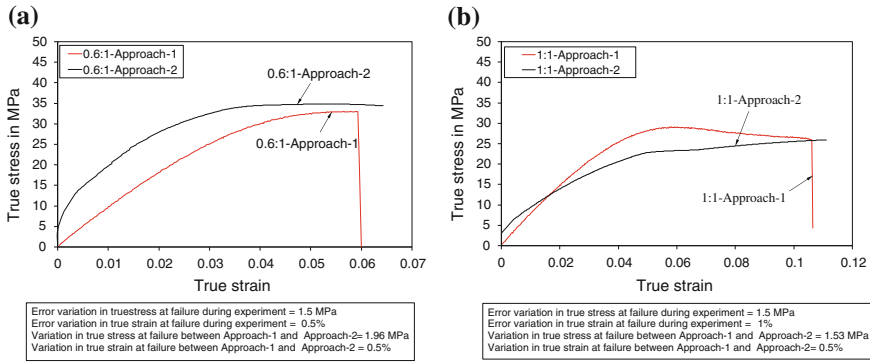 (a)
50
45
40
35
30
25
20
15
10
5
0
True stress in MPa
0.6:1-Approach-1
0.6:1-Approach-2
0.6:1-Approach-2
0.6:1-Approach-1
0 0.01 0.02 0.03 0.04 0.05 0.06 0.07
True strain
Error variation in truestress at failure during experiment = 1.5 MPa
Error variation in true strain at failure during experiment = 0.5%
Variation in true stress at failure between Approach-1 and Approach-2= 1.96 MPa
Variation in true strain at failure between Approach-1 and Approach-2 = 0.5%
(b)
50
45
40
35
30
25
20
15
10
5
0
True stress in MPa
1:1-Approach-1
1:1-Approach-2
1:1-Approach-2
1:1-Approach-1
0 0.02 0.04 0.06 0.08 0.1 0.12
True strain
Error variation in true stress at failure during experiment = 1.5 MPa
Error variation in true strain at failure during experiment = 1%
Variation in true stress at failure between Approach-1 and Approach-2 = 1.53 MPa
Variation in true strain at failure between Approach-1 and Approach-2 = 0.5%